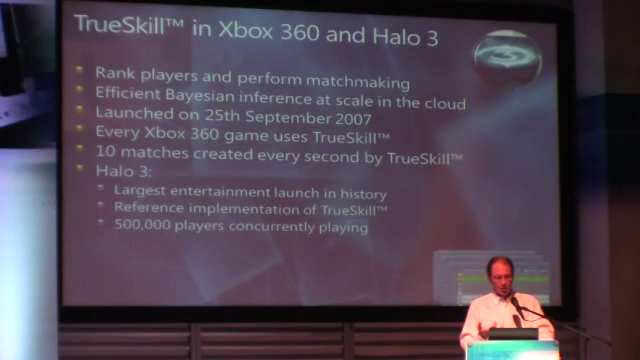 TrueSkill™ in Xbox 360 and Halo 3
Rank players and perform matchmaking
Efficient Bayesian inference at scale in the cloud
Launched on 25th September 2007
Every Xbox 360 game uses TrueSkill™
10 matches created every second by TrueSkill™
Halo 3:
Largest entertainment launch in history
Reference implementation of TrueSkill™
500,000 players concurrently playing